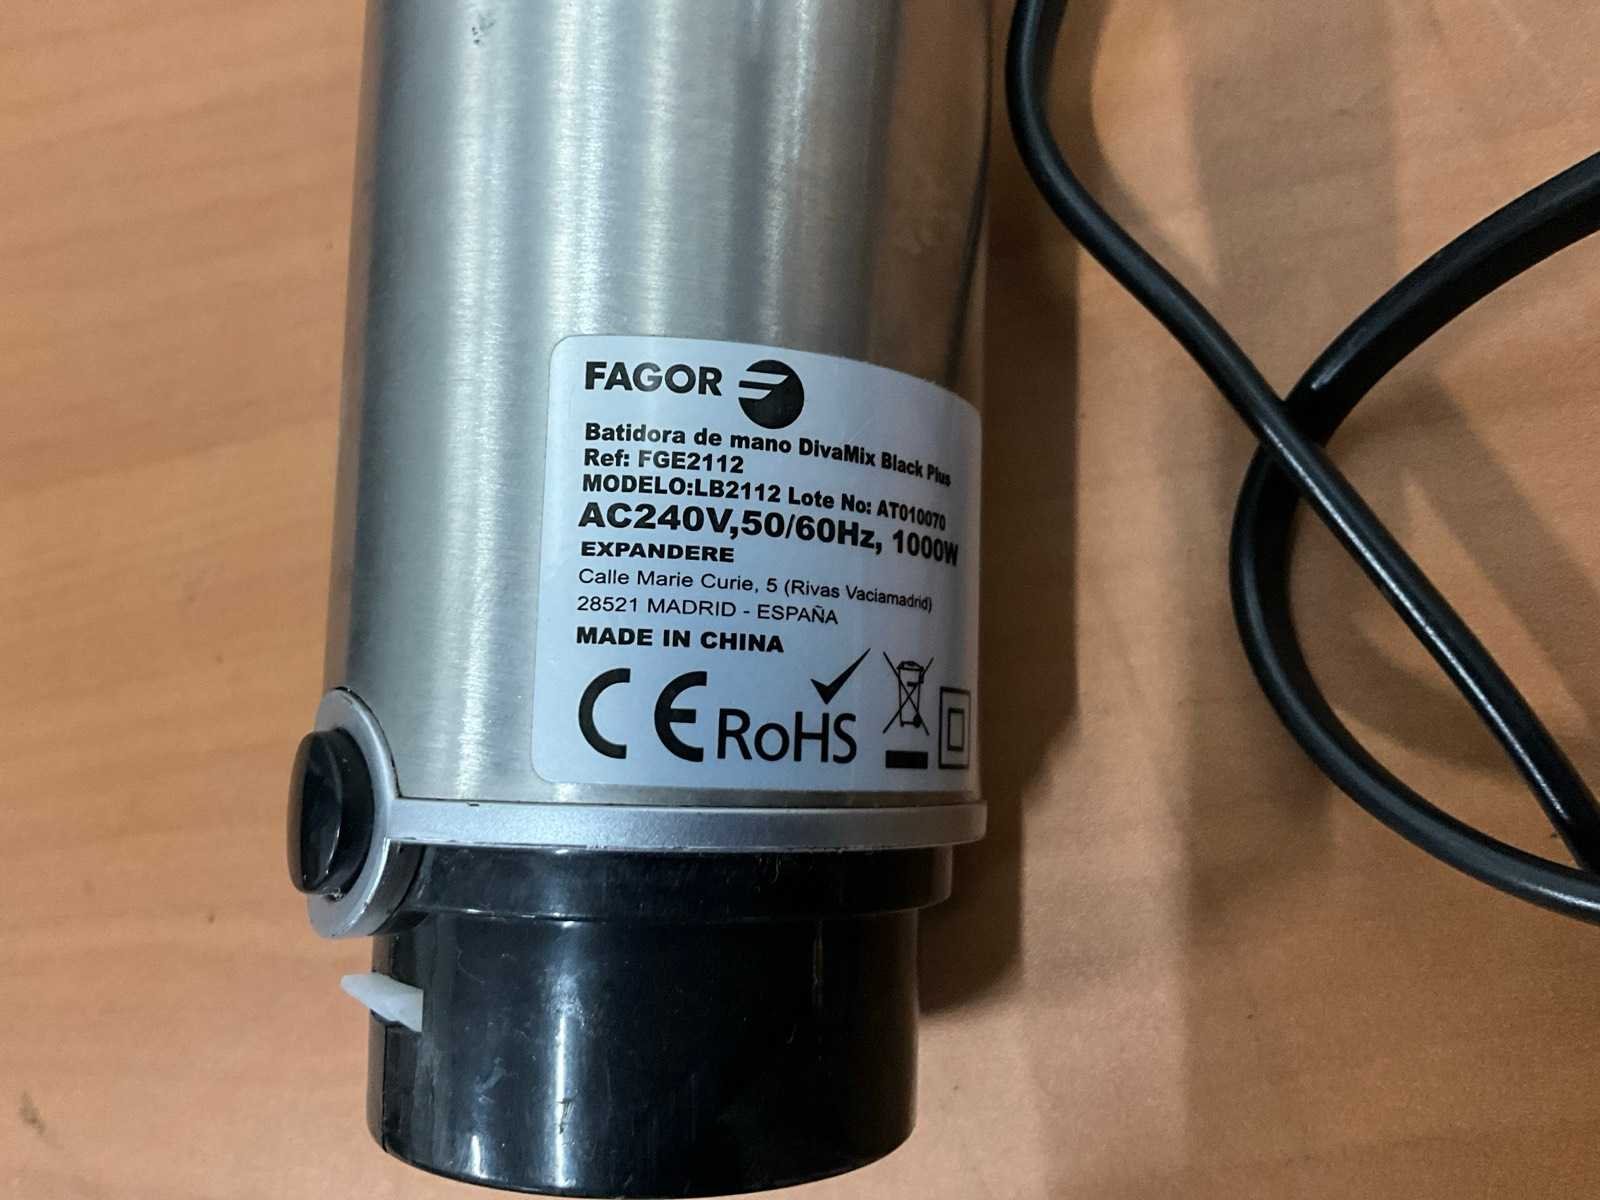 FAGOR
Batidora de mano DivaMix Black Plus
Ref: FGE2112
MODELO:LB2112 Lote No: AT010070
AC240V,50/60Hz, 1000W
EXPANDERE
Calle Marie Curie, 5 (Rivas Vaciamadrid)
28521 MADRID - ESPAÑA
MADE IN CHINA
CE RoHS